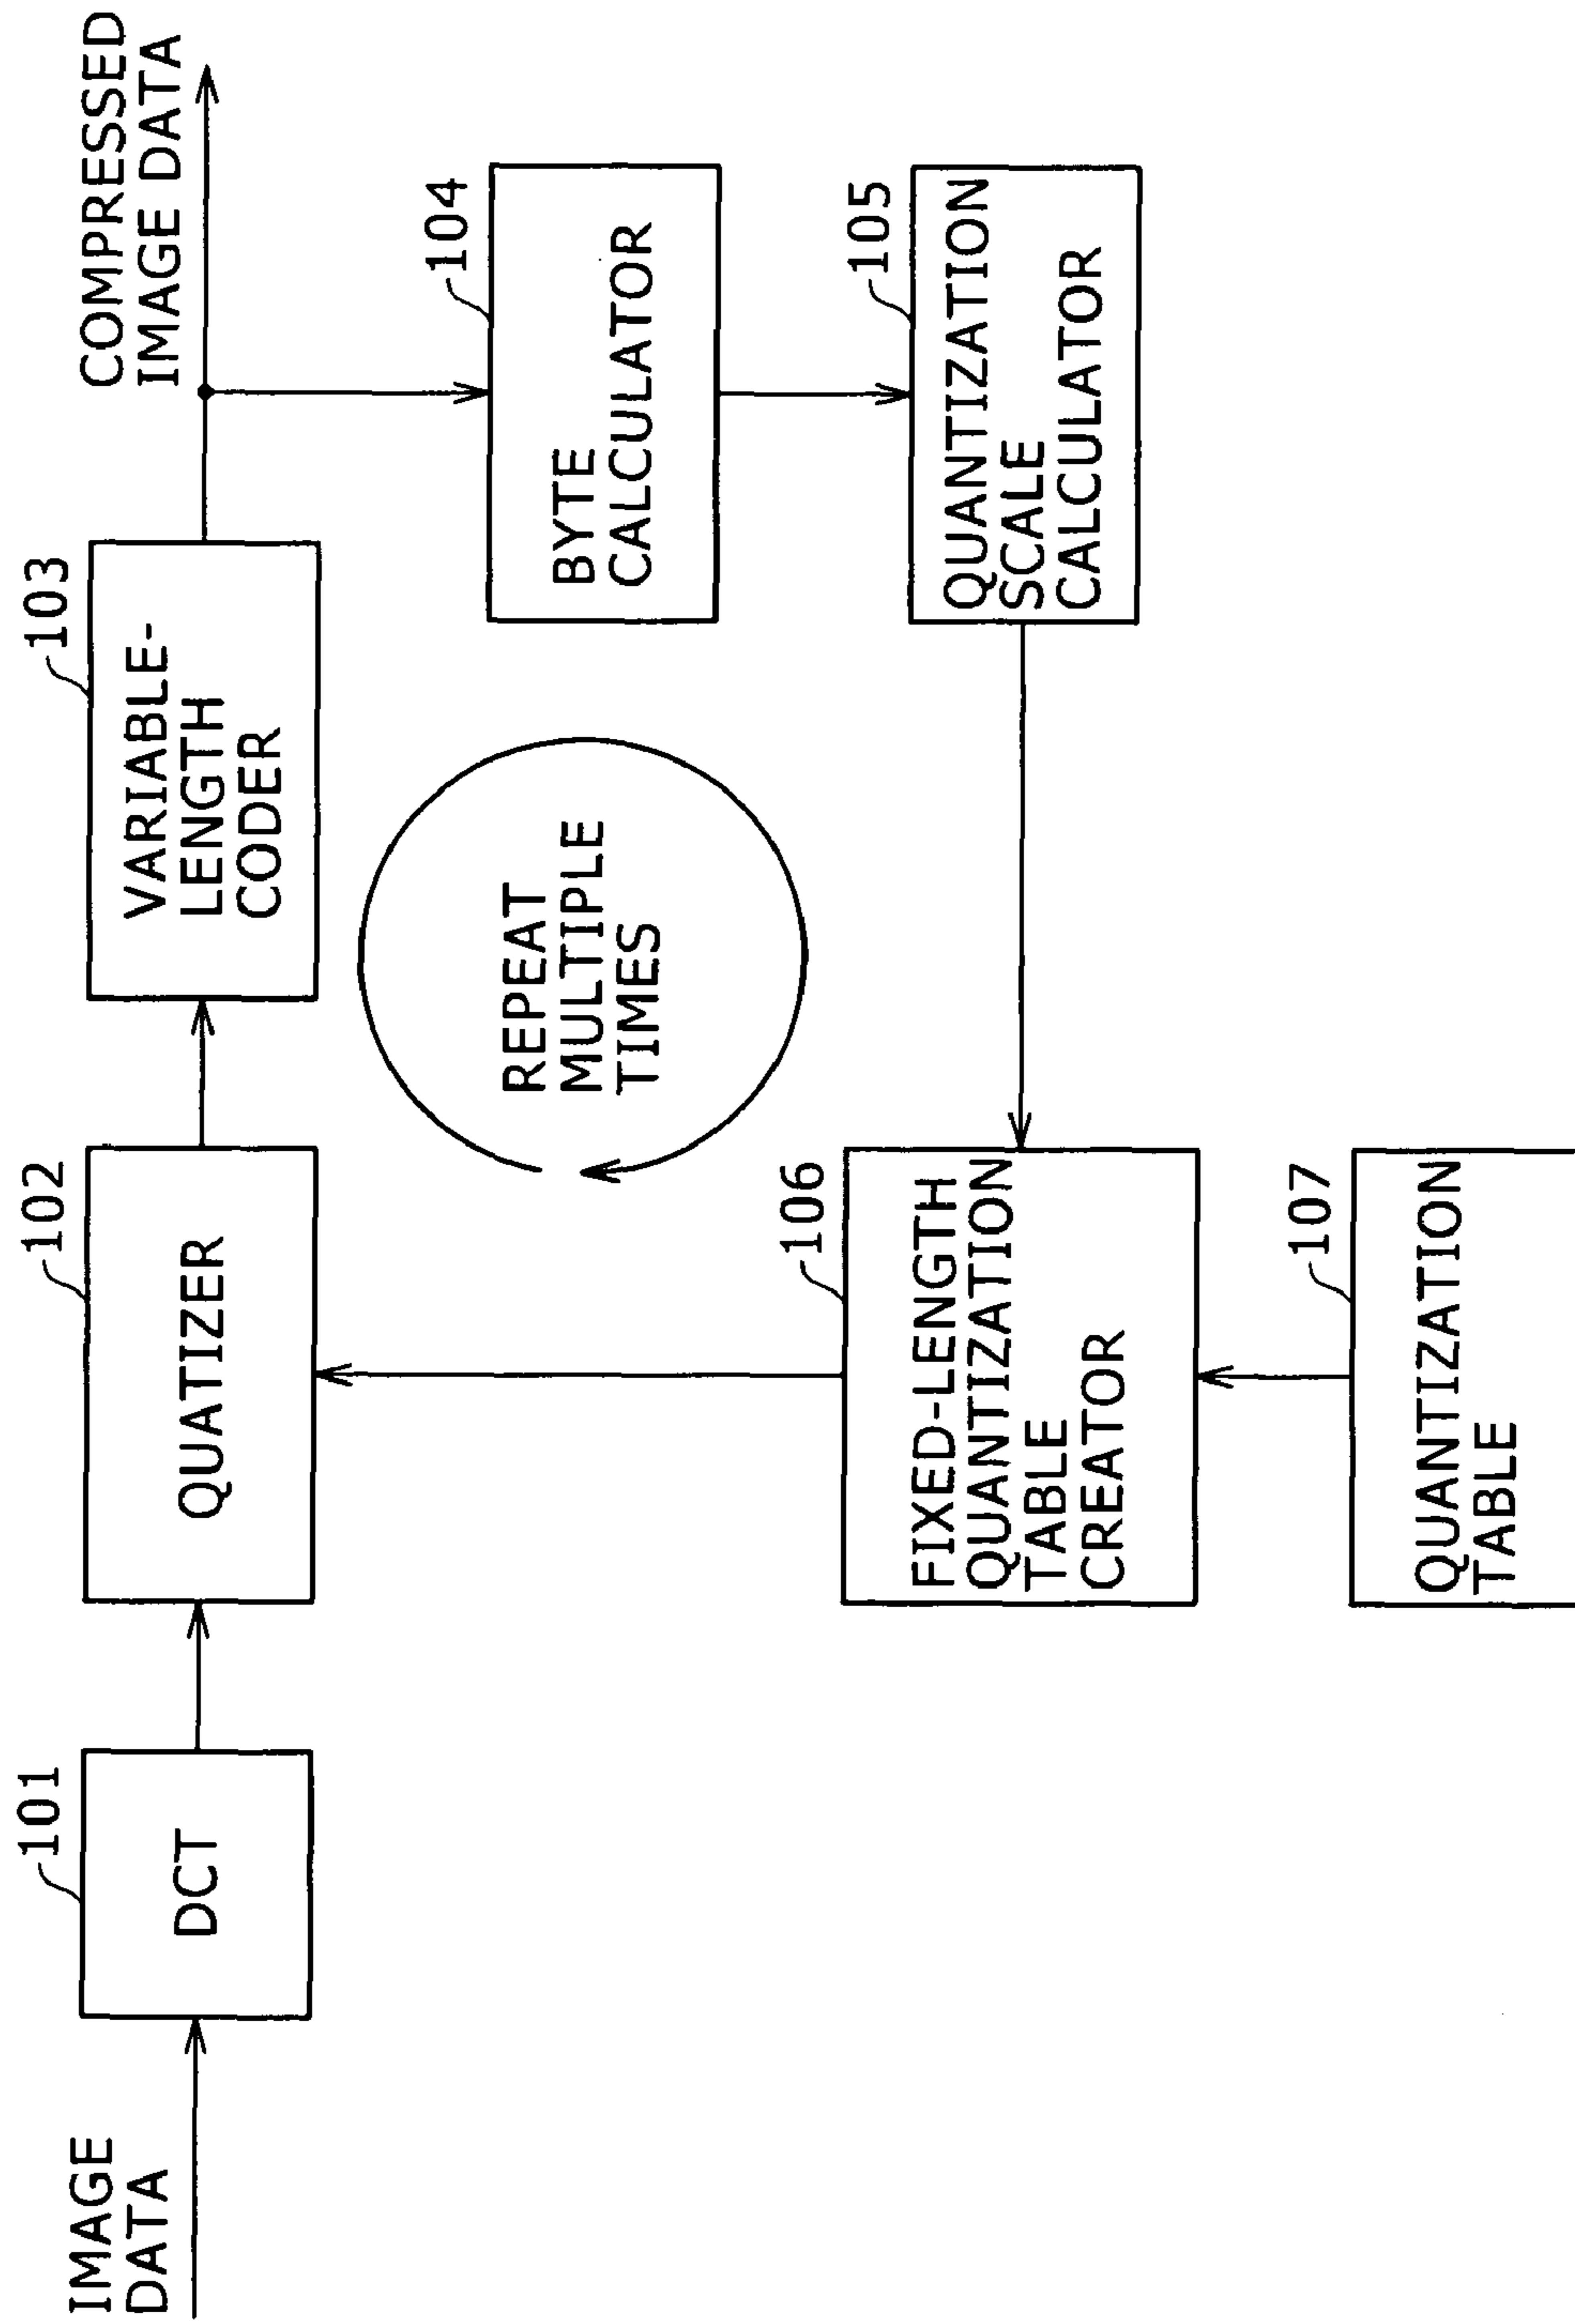 IMAGE
DATA
101
DCT
102
QUATIZER
103
VARIABLE-
LENGTH
CODER
COMPRESSED
IMAGE DATA
104
BYTE
CALCULATOR
105
QUANTIZATION
SCALE
CALCULATOR
REPEAT
MULTIPLE
TIMES
106
FIXED-LENGTH
QUANTIZATION
TABLE
CREATOR
107
QUANTIZATION
TABLE